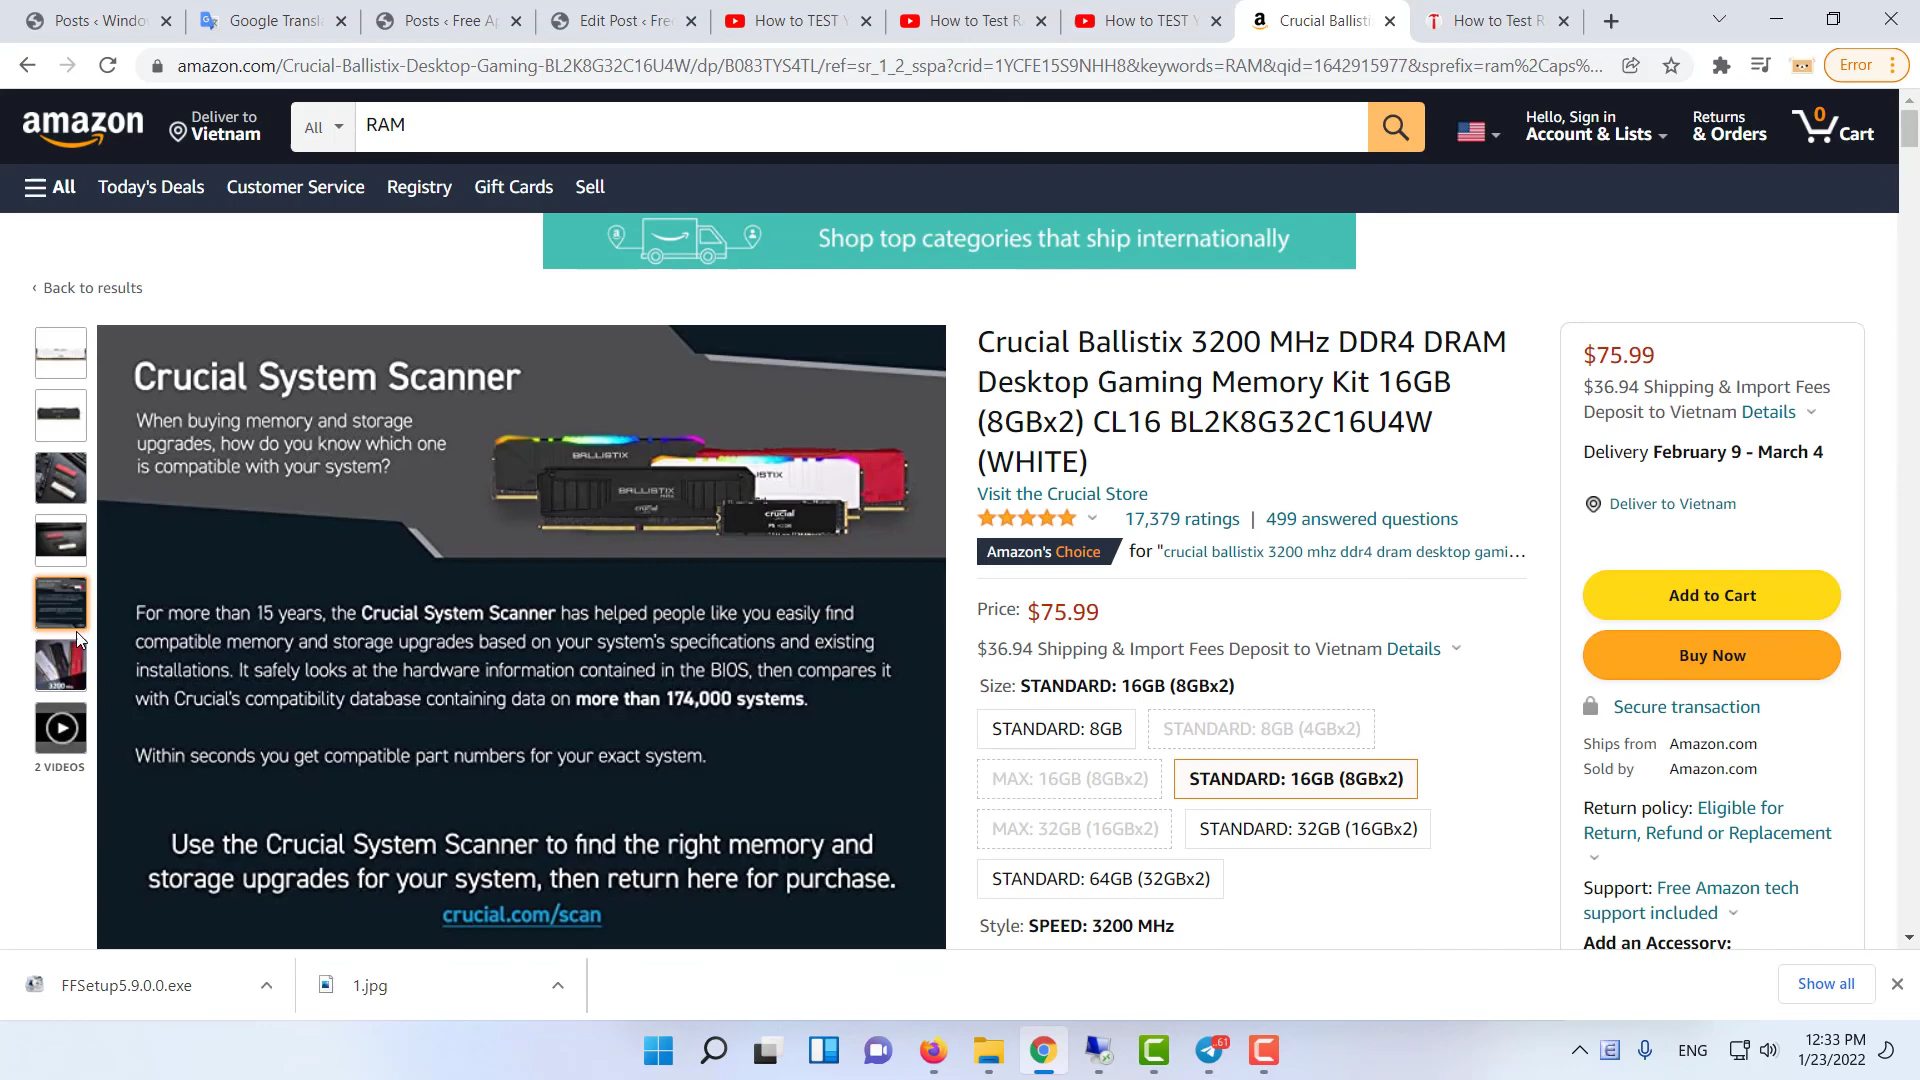 Posts ‹ Windo
Google Transl
Posts ‹ Free A
Edit Post ‹ Fre
How to TEST Y
How to Test R
How to TEST Y
Crucial Ballisti
How to Test R
amazon.com/Crucial-Ballistix-Desktop-Gaming-BL2K8G32C16U4W/dp/B083TYS4TL/ref=sr_1_2_sspa?crid=1YCFE15S9NHH8&keywords=RAM&qid=1642915977&sprefix=ram%2Caps%...
Error
amazon
Deliver to
Vietnam
All
RAM
Hello, Sign in
Account & Lists
Returns
& Orders
0
Cart
All
Today's Deals
Customer Service
Registry
Gift Cards
Sell
Shop top categories that ship internationally
‹ Back to results
2 VIDEOS
3200 MHz
Crucial System Scanner
When buying memory and storage
upgrades, how do you know which one
is compatible with your system?
BALLISTIX
BALLISTIX
crucial
crucial
For more than 15 years, the Crucial System Scanner has helped people like you easily find
compatible memory and storage upgrades based on your system's specifications and existing
installations. It safely looks at the hardware information contained in the BIOS, then compares it
with Crucial's compatibility database containing data on more than 174,000 systems.
Within seconds you get compatible part numbers for your exact system.
Use the Crucial System Scanner to find the right memory and
storage upgrades for your system, then return here for purchase.
crucial.com/scan
Crucial Ballistix 3200 MHz DDR4 DRAM
Desktop Gaming Memory Kit 16GB
(8GBx2) CL16 BL2K8G32C16U4W
(WHITE)
Visit the Crucial Store
17,379 ratings | 499 answered questions
Amazon's Choice for "crucial ballistix 3200 mhz ddr4 dram desktop gami...
Price: $75.99
$36.94 Shipping & Import Fees Deposit to Vietnam Details
Size: STANDARD: 16GB (8GBx2)
STANDARD: 8GB
STANDARD: 8GB (4GBx2)
MAX: 16GB (8GBx2)
STANDARD: 16GB (8GBx2)
MAX: 32GB (16GBx2)
STANDARD: 32GB (16GBx2)
STANDARD: 64GB (32GBx2)
Style: SPEED: 3200 MHz
$75.99
$36.94 Shipping & Import Fees
Deposit to Vietnam Details
Delivery February 9 - March 4
Deliver to Vietnam
Add to Cart
Buy Now
Secure transaction
Ships from Amazon.com
Sold by Amazon.com
Return policy: Eligible for
Return, Refund or Replacement
Support: Free Amazon tech
support included
Add an Accessory:
FFSetup5.9.0.0.exe
1.jpg
Show all
61
ENG
12:33 PM
1/23/2022